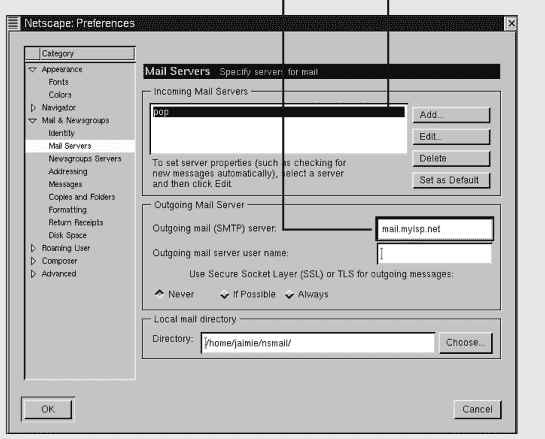 Netscape: Preferences
Category
Appearance
Fonts
Colors
Navigator
Mail & Newsgroups
Identity
Mail Servers
Newsgroups Servers
Addressing
Messages
Copies and Folders
Formatting
Return Receipts
Disk Space
Roaming User
Composer
Advanced
Mail Servers Specify servers for mail
Incoming Mail Servers
pop
Add...
Edit...
Delete
Set as Default
To set server properties (such as checking for
new messages automatically), select a server
and then click Edit.
Outgoing Mail Server
Outgoing mail (SMTP) server: mail.myisp.net
Outgoing mail server user name:
Use Secure Socket Layer (SSL) or TLS for outgoing messages:
Never If Possible Always
Local mail directory
Directory: /home/jaimie/nsmail/ Choose...
OK Cancel